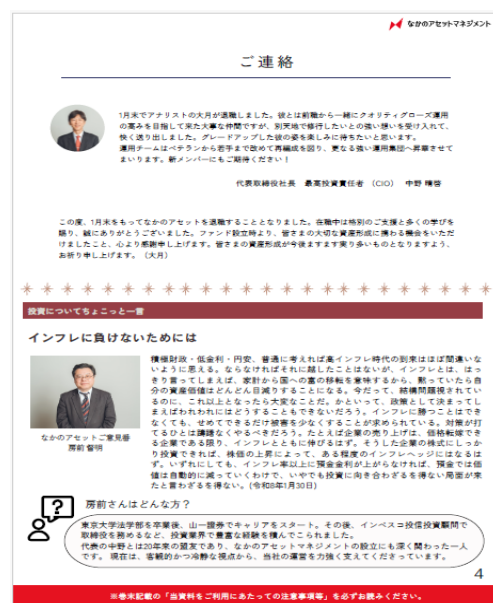 なかのアセットマネジメント
ご連絡
1月末でアナリストの大月が退職しました。彼とは前職から一緒にクオリティグローズ運用
の高みを目指して来た大事な仲間ですが、別天地で修行したいとの強い想いを受け入れて、
快く送り出しました。グレードアップした彼の姿を楽しみに待ちたいと思います。
運用チームはベテランから若手まで改めて再編成を図り、更なる強い運用集団へ昇華させて
まいります。新メンバーにもご期待ください!
代表取締役社長 最高投資責任者 (CIO) 中野 晴啓
この度、1月末をもってなかのアセットを退職することとなりました。在職中は格別のご支援と多くの学びを
賜り、誠にありがとうございました。ファンド設立時より、皆さまの大切な資産形成に携わる機会をいただ
けましたこと、心より感謝申し上げます。皆さまの資産形成が今後ますます実り多いものとなりますよう、
お祈り申し上げます。(大月)
投資についてちょこっと一言
インフレに負けないためには
積極財政・低金利・円安、普通に考えれば高インフレ時代の到来はほぼ間違いな
いように思える。ならなければそれに越したことはないが、インフレとは、はっ
きり言ってしまえば、家計から国への富の移転を意味するから、黙っていたら自
分の資産価値はどんどん目減りすることになる。今だって、結構問題視されてい
るのに、これ以上となったら大変なことだ。かといって、政策として決まってし
まえばわれわれにはどうすることもできないだろう。インフレに勝つことはでき
なくても、せめてできるだけ被害を少なくすることが求められている。対策が打
てるひとは躊躇なくやるべきだろう。たとえば企業の売り上げは、価格転嫁でき
る企業である限り、インフレとともに伸びるはず。そうした企業の株式にしっか
り投資できれば、株価の上昇によって、ある程度のインフレヘッジにはなるは
ず。いずれにしても、インフレ率以上に預金金利が上がらなければ、預金では価
値は自動的に減っていくわけで、いやでも投資に向き合わざるを得ない局面が来
たと言わざるを得ない。(令和8年1月30日)
なかのアセットご意見番
房前 督明
房前さんはどんな方?
東京大学法学部を卒業後、山一證券でキャリアをスタート。その後、インベスコ投信投資顧問で
取締役を務めるなど、投資業界で豊富な経験を積んでこられました。
代表の中野とは20年来の盟友であり、なかのアセットマネジメントの設立にも深く関わった一人
です。 現在は、客観的かつ冷静な視点から、当社の運営を力強く支えてくださっています。
4
※巻末記載の「当資料をご利用にあたっての注意事項等」を必ずお読みください。